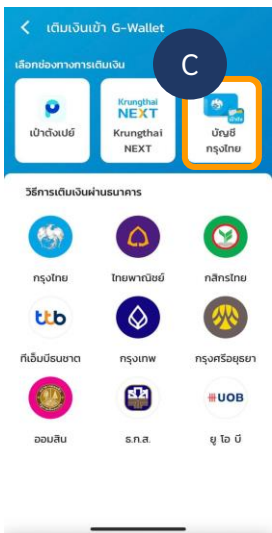 เติมเงินเข้า G-Wallet
เลือกช่องทางการเติมเงิน
C
เป๋าตังเปย์
Krungthai
NEXT
Krungthai
NEXT
บัญชี
กรุงไทย
วิธีการเติมเงินผ่านธนาคาร
กรุงไทย
ไทยพาณิชย์
กสิกรไทย
ttb
ทีเอ็มบีธนชาต
กรุงเทพ
กรุงศรีอยุธยา
UOB
ออมสิน
ธ.ก.ส.
ยู โอ บี